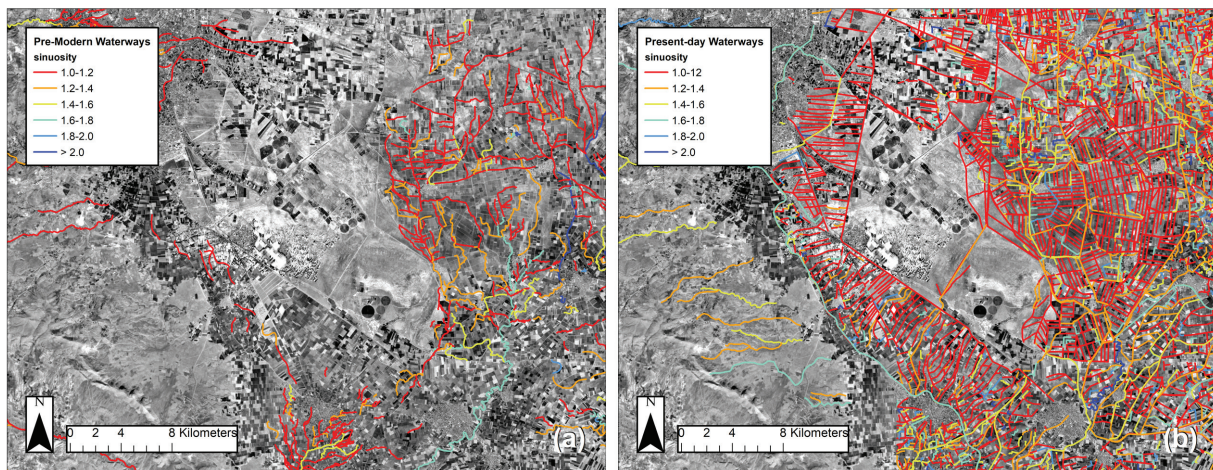 Pre-Modern Waterways
sinuosity
1.0-1.2
1.2-1.4
1.4-1.6
1.6-1.8
1.8-2.0
> 2.0
N
0 2 4 8 Kilometers
(a)
Present-day Waterways
sinuosity
1.0-12
1.2-1.4
1.4-1.6
1.6-1.8
1.8-2.0
> 2.0
N
0 2 4 8 Kilometers
(b)